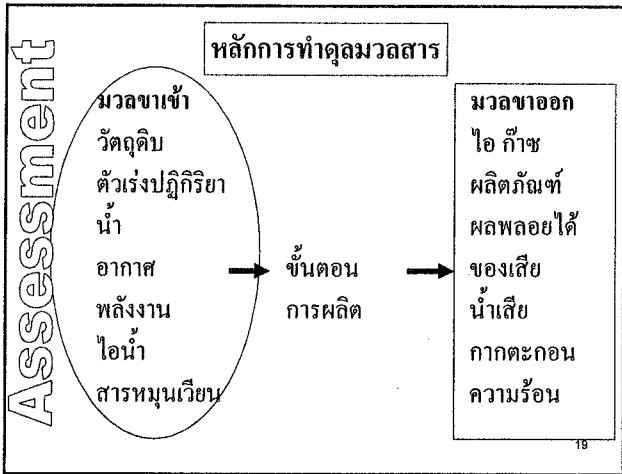 หลักการทำดุลมวลสาร
Assessment
มวลขาเข้า
วัตถุดิบ
ตัวเร่งปฏิกิริยา
น้ำ
อากาศ
พลังงาน
ไอน้ำ
สารหมุนเวียน
ขั้นตอน
การผลิต
มวลขาออก
ไอ ก๊าซ
ผลิตภัณฑ์
ผลพลอยได้
ของเสีย
น้ำเสีย
กากตะกอน
ความร้อน
19